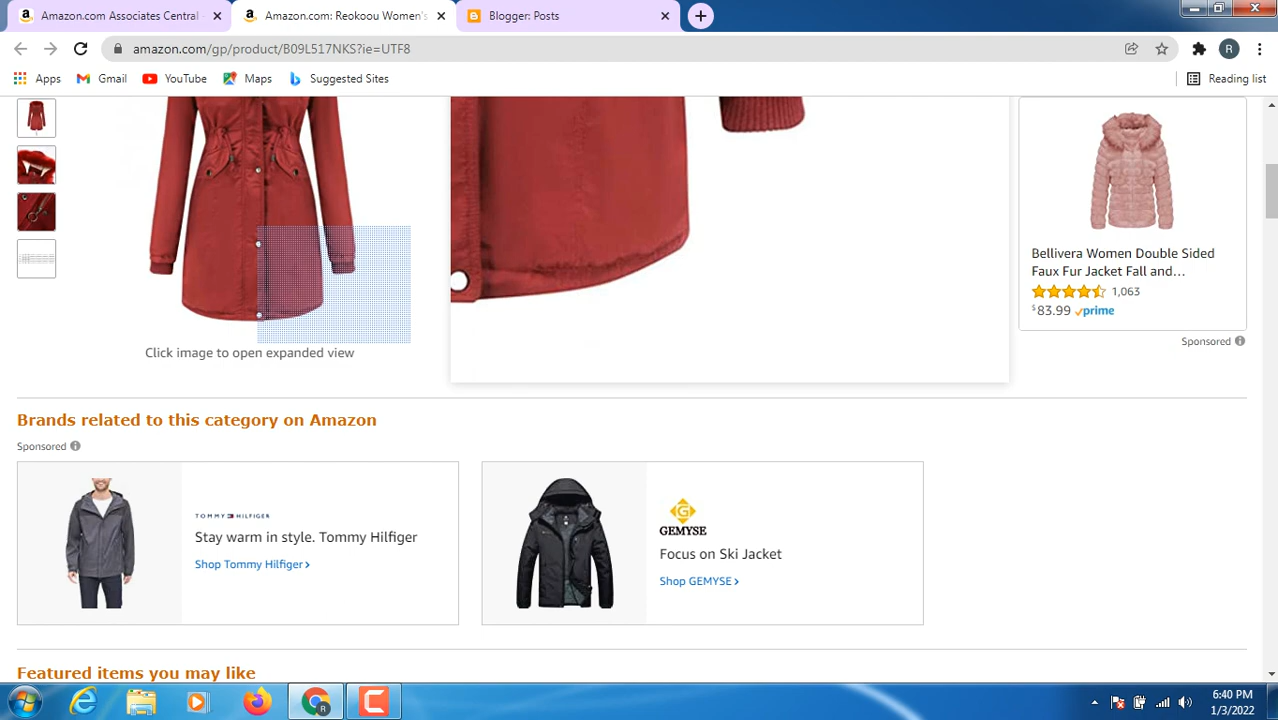 Amazon.com Associates Central -
Amazon.com: Reokoou Women's
Blogger: Posts
amazon.com/gp/product/B09L517NKS?ie=UTF8
R
Apps
Gmail
YouTube
Maps
Suggested Sites
Reading list
Bellivera Women Double Sided
Faux Fur Jacket Fall and…
1,063
$83.99 prime
Sponsored
Click image to open expanded view
Brands related to this category on Amazon
Sponsored
TOMMY HILFIGER
Stay warm in style. Tommy Hilfiger
Shop Tommy Hilfiger ›
G
GEMYSE
Focus on Ski Jacket
Shop GEMYSE ›
Featured items you may like
6:40 PM
1/3/2022